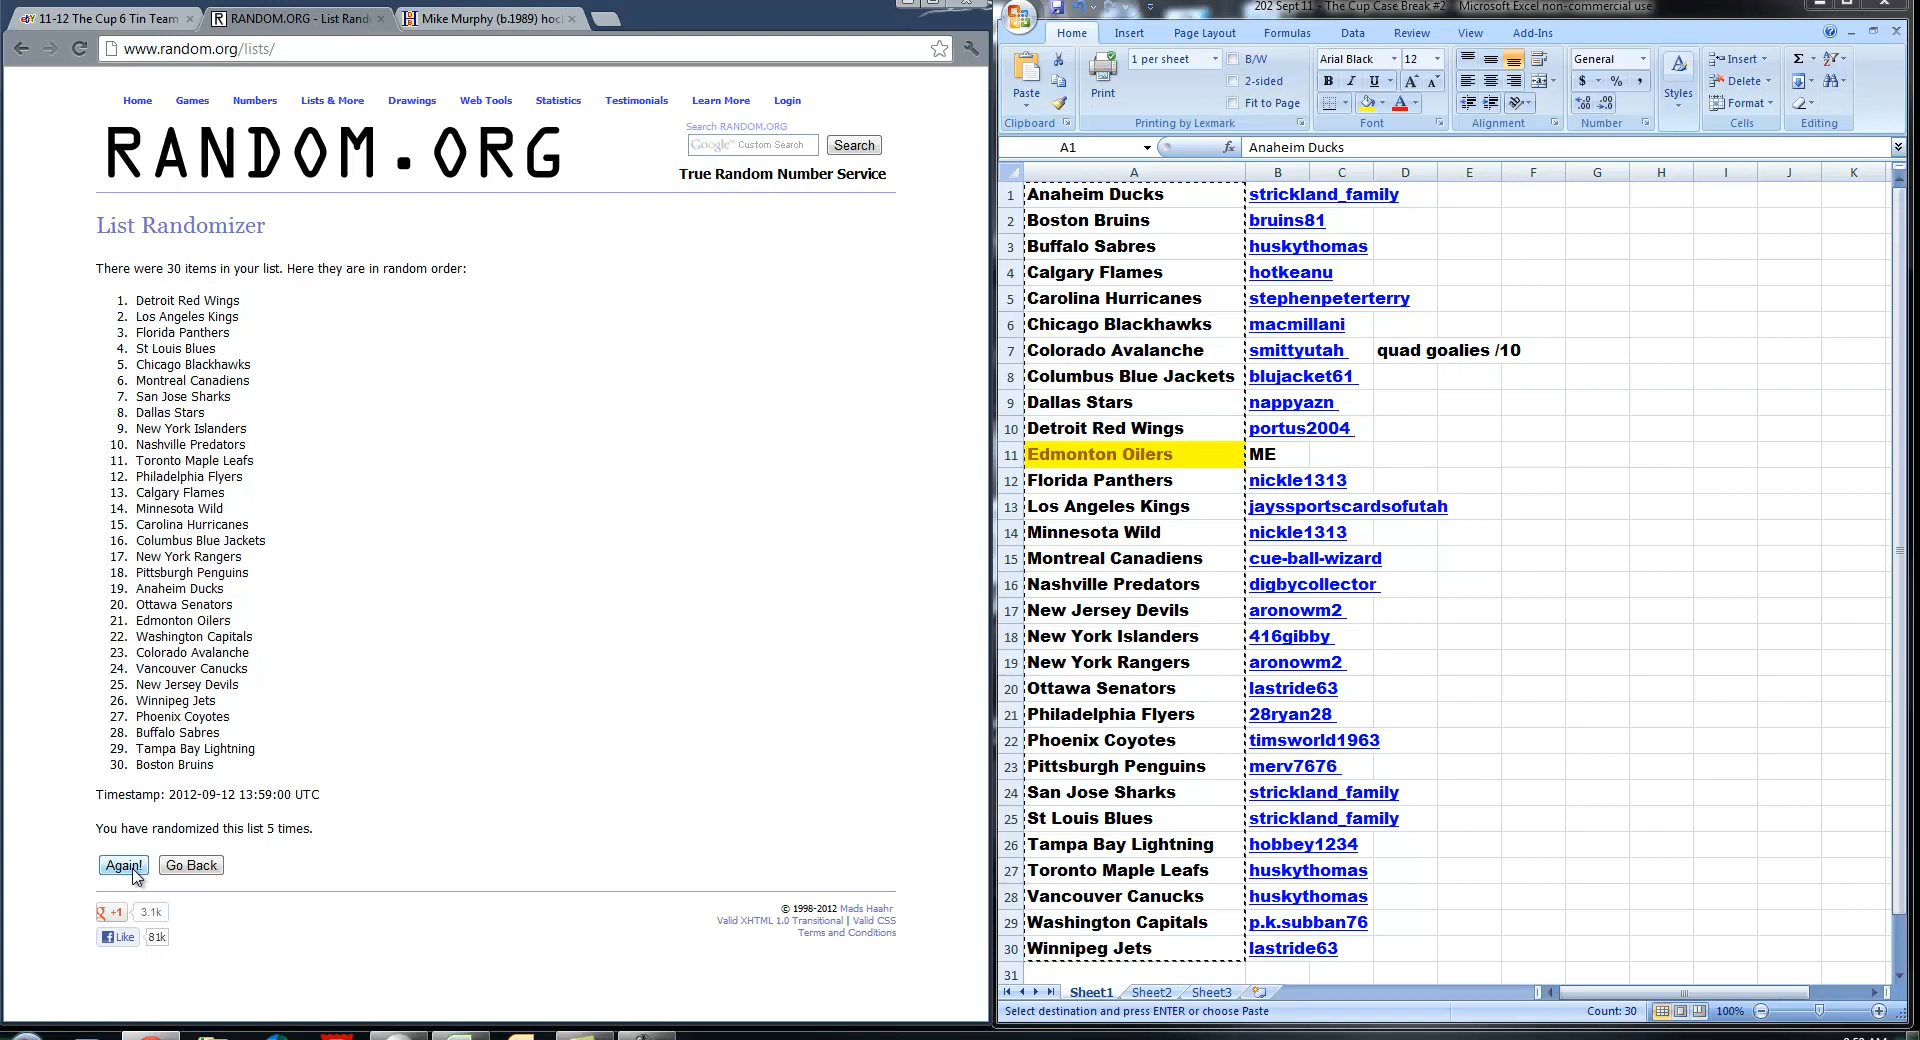 11-12 The Cup 6 Tin Team
RANDOM.ORG - List Rand
Mike Murphy (b.1989) hoc
www.random.org/lists/
Home Games Numbers Lists & More Drawings Web Tools Statistics Testimonials Learn More Login
RANDOM.ORG
Search RANDOM.ORG
Google™ Custom Search
Search
True Random Number Service
List Randomizer
There were 30 items in your list. Here they are in random order:
1. Detroit Red Wings
2. Los Angeles Kings
3. Florida Panthers
4. St Louis Blues
5. Chicago Blackhawks
6. Montreal Canadiens
7. San Jose Sharks
8. Dallas Stars
9. New York Islanders
10. Nashville Predators
11. Toronto Maple Leafs
12. Philadelphia Flyers
13. Calgary Flames
14. Minnesota Wild
15. Carolina Hurricanes
16. Columbus Blue Jackets
17. New York Rangers
18. Pittsburgh Penguins
19. Anaheim Ducks
20. Ottawa Senators
21. Edmonton Oilers
22. Washington Capitals
23. Colorado Avalanche
24. Vancouver Canucks
25. New Jersey Devils
26. Winnipeg Jets
27. Phoenix Coyotes
28. Buffalo Sabres
29. Tampa Bay Lightning
30. Boston Bruins
Timestamp: 2012-09-12 13:59:00 UTC
You have randomized this list 5 times.
Again! Go Back
+1 3.1k
Like 81k
© 1998-2012 Mads Haahr
Valid XHTML 1.0 Transitional | Valid CSS
Terms and Conditions
202 Sept 11 - The Cup Case Break #2 - Microsoft Excel non-commercial use
Home Insert Page Layout Formulas Data Review View Add-Ins
Paste
Clipboard
Print
1 per sheet
B/W
2-sided
Fit to Page
Printing by Lexmark
Arial Black 12
B I U A A
A
Font
Alignment
General
$ % ,
Number
Styles
Insert
Delete
Format
Cells
Σ
Editing
A1 fx Anaheim Ducks
A B C D E F G H I J K
1 Anaheim Ducks strickland_family
2 Boston Bruins bruins81
3 Buffalo Sabres huskythomas
4 Calgary Flames hotkeanu
5 Carolina Hurricanes stephenpeterterry
6 Chicago Blackhawks macmillani
7 Colorado Avalanche smittyutah quad goalies /10
8 Columbus Blue Jackets blujacket61
9 Dallas Stars nappyazn
10 Detroit Red Wings portus2004
11 Edmonton Oilers ME
12 Florida Panthers nickle1313
13 Los Angeles Kings jayssportscardsofutah
14 Minnesota Wild nickle1313
15 Montreal Canadiens cue-ball-wizard
16 Nashville Predators digbycollector
17 New Jersey Devils aronowm2
18 New York Islanders 416gibby
19 New York Rangers aronowm2
20 Ottawa Senators lastride63
21 Philadelphia Flyers 28ryan28
22 Phoenix Coyotes timsworld1963
23 Pittsburgh Penguins merv7676
24 San Jose Sharks strickland_family
25 St Louis Blues strickland_family
26 Tampa Bay Lightning hobbey1234
27 Toronto Maple Leafs huskythomas
28 Vancouver Canucks huskythomas
29 Washington Capitals p.k.subban76
30 Winnipeg Jets lastride63
31
Sheet1 Sheet2 Sheet3
Select destination and press ENTER or choose Paste Count: 30 100%